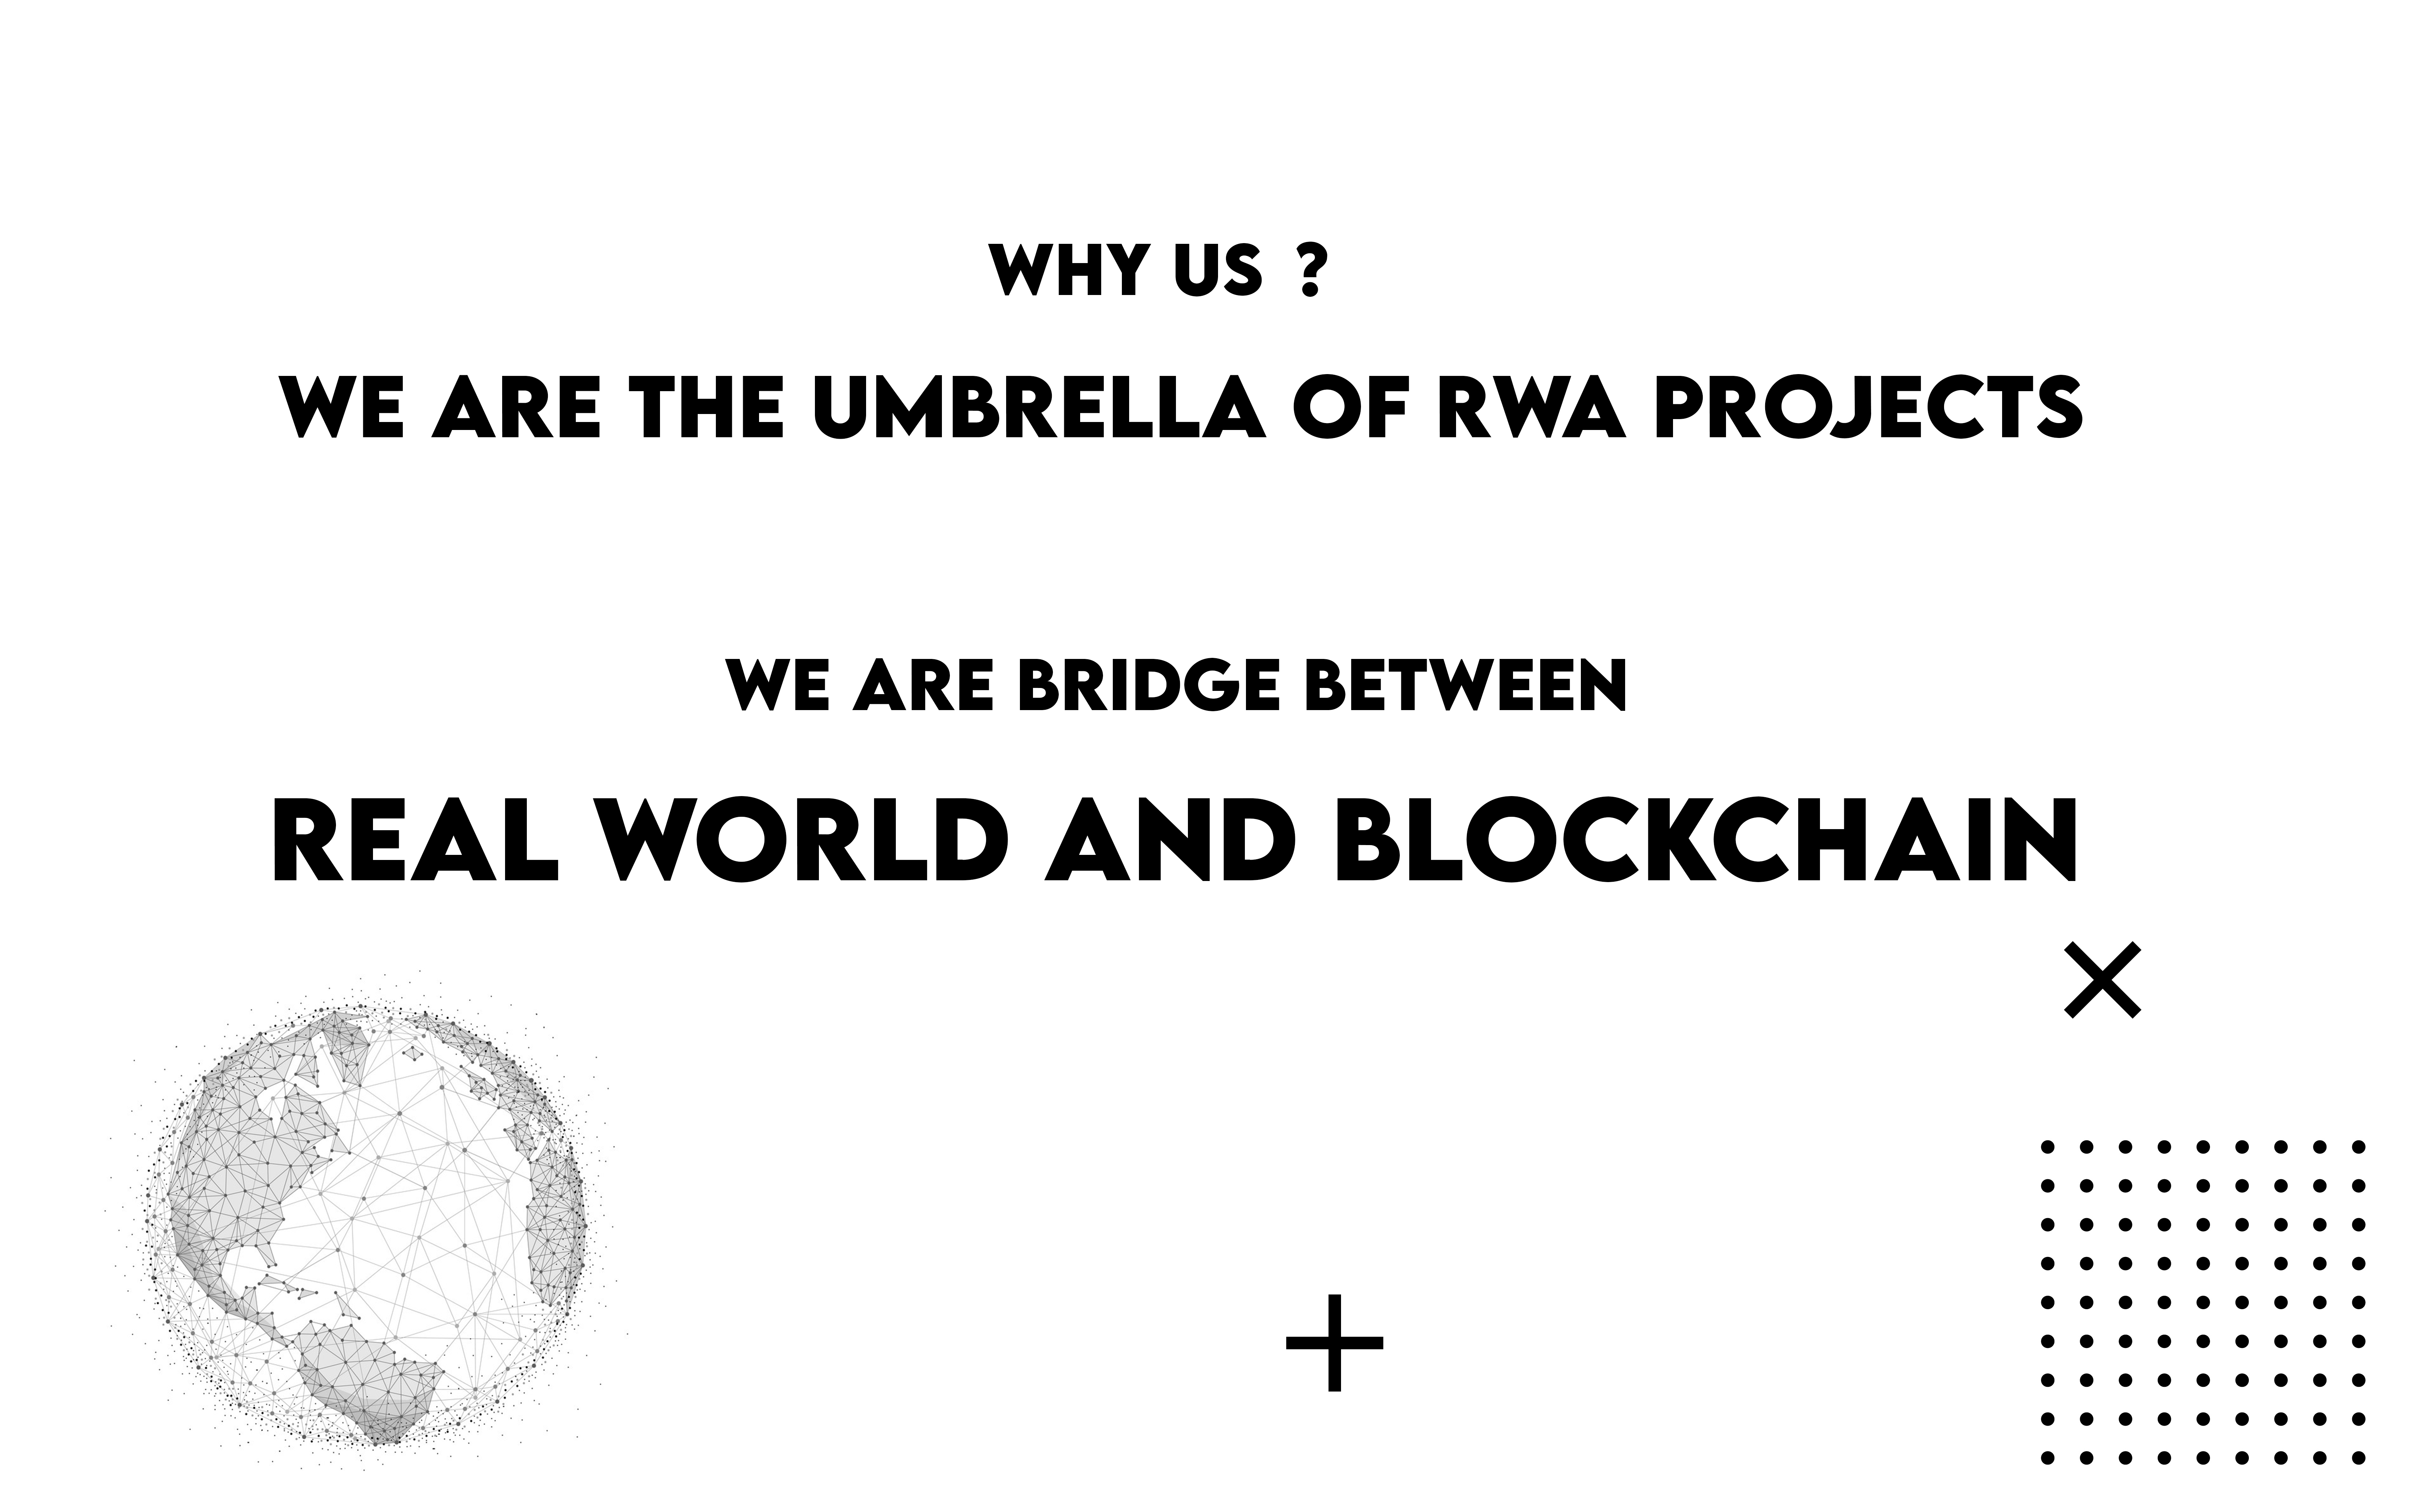 WHY US ?
WE ARE THE UMBRELLA OF RWA PROJECTS
WE ARE BRIDGE BETWEEN
REAL WORLD AND BLOCKCHAIN